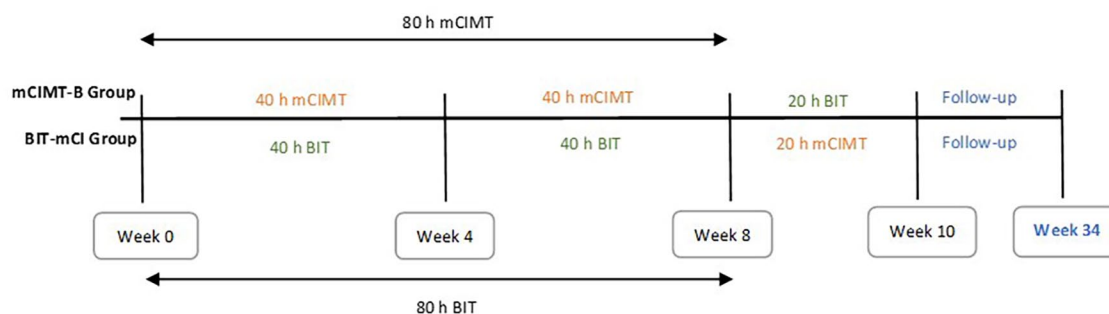 80 h mCIMT
mCIMT-B Group
40 h mCIMT
40 h mCIMT
20 h BIT
Follow-up
BIT-mCI Group
40 h BIT
40 h BIT
20 h mCIMT
Follow-up
Week 0
Week 4
Week 8
Week 10
Week 34
80 h BIT